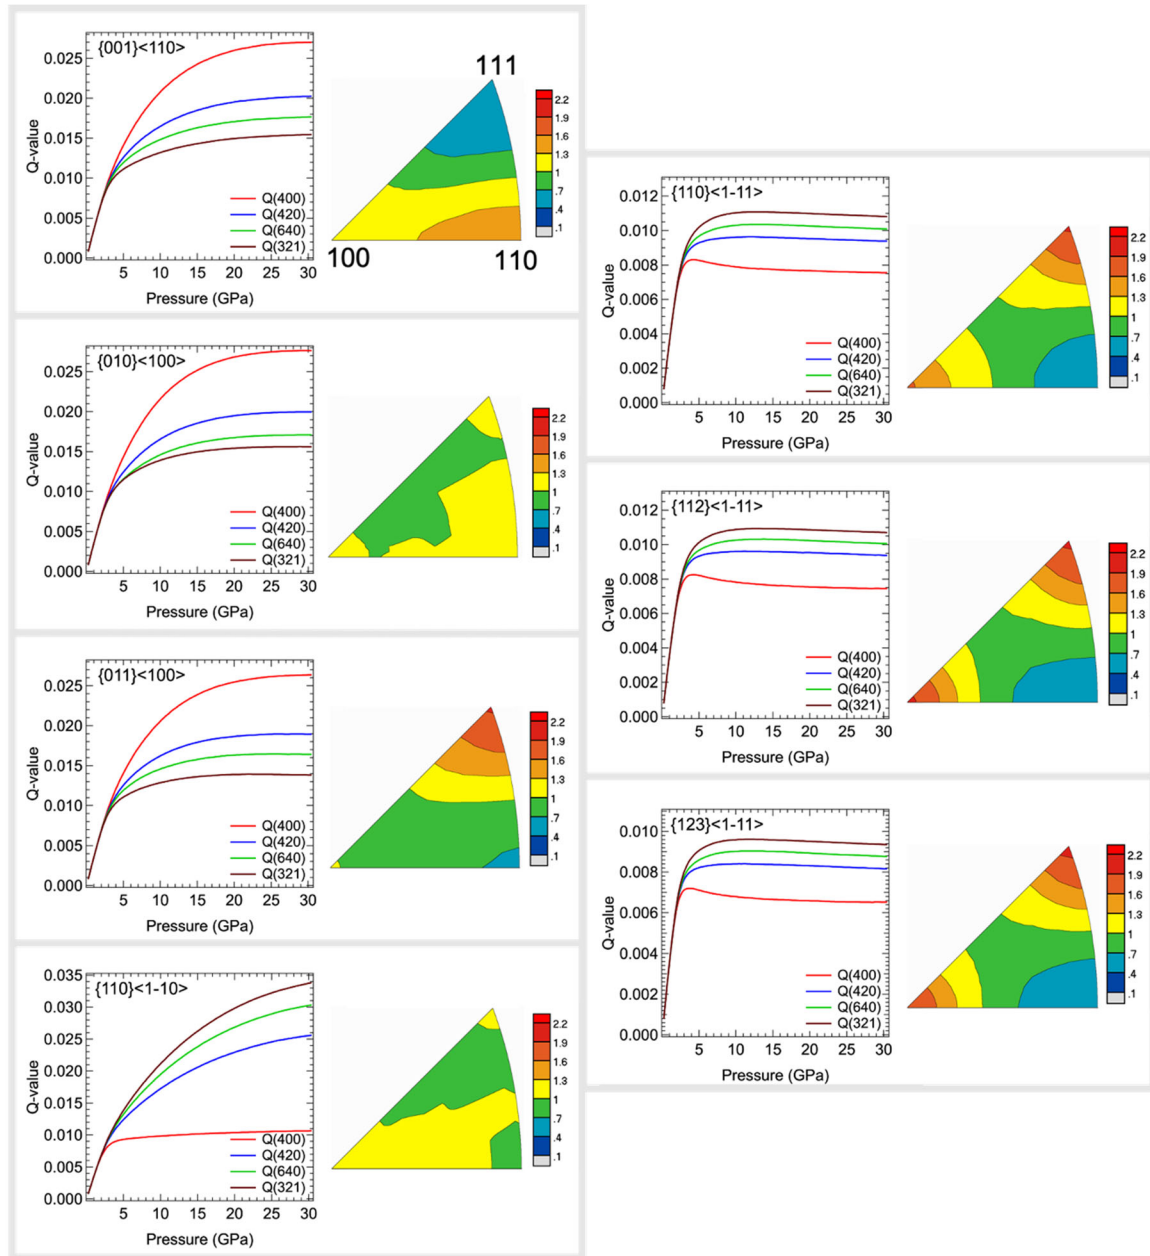 {001}<110>
0.025
0.020
0.015
0.010
0.005
0.000
Q-value
Q(400)
Q(420)
Q(640)
Q(321)
5 10 15 20 25 30
Pressure (GPa)
111
100
110
2.2
1.9
1.6
1.3
1
.7
.4
.1
{010}<100>
0.025
0.020
0.015
0.010
0.005
0.000
Q-value
Q(400)
Q(420)
Q(640)
Q(321)
5 10 15 20 25 30
Pressure (GPa)
2.2
1.9
1.6
1.3
1
.7
.4
.1
{011}<100>
0.025
0.020
0.015
0.010
0.005
0.000
Q-value
Q(400)
Q(420)
Q(640)
Q(321)
5 10 15 20 25 30
Pressure (GPa)
2.2
1.9
1.6
1.3
1
.7
.4
.1
{110}<1-10>
0.035
0.030
0.025
0.020
0.015
0.010
0.005
0.000
Q-value
Q(400)
Q(420)
Q(640)
Q(321)
5 10 15 20 25 30
Pressure (GPa)
2.2
1.9
1.6
1.3
1
.7
.4
.1
{110}<1-11>
0.012
0.010
0.008
0.006
0.004
0.002
0.000
Q-value
Q(400)
Q(420)
Q(640)
Q(321)
5 10 15 20 25 30
Pressure (GPa)
2.2
1.9
1.6
1.3
1
.7
.4
.1
{112}<1-11>
0.012
0.010
0.008
0.006
0.004
0.002
0.000
Q-value
Q(400)
Q(420)
Q(640)
Q(321)
5 10 15 20 25 30
Pressure (GPa)
2.2
1.9
1.6
1.3
1
.7
.4
.1
{123}<1-11>
0.010
0.008
0.006
0.004
0.002
0.000
Q-value
Q(400)
Q(420)
Q(640)
Q(321)
5 10 15 20 25 30
Pressure (GPa)
2.2
1.9
1.6
1.3
1
.7
.4
.1